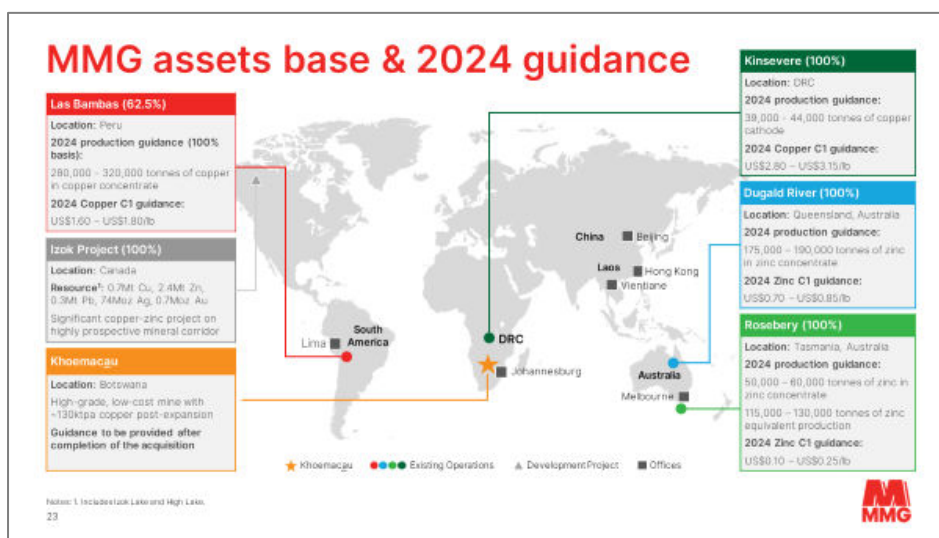 MMG assets base & 2024 guidance
Las Bambas (62.5%)
Location: Peru
2024 production guidance (100%
basis):
280,000 – 320,000 tonnes of copper
in copper concentrate
2024 Copper C1 guidance:
US$1.60 – US$1.80/lb
Izok Project (100%)
Location: Canada
Resource¹: 0.7Mt Cu, 2.4Mt Zn,
0.3Mt Pb, 74Moz Ag, 0.7Moz Au
Significant copper-zinc project on
highly prospective mineral corridor
Khoemacau
Location: Botswana
High-grade, low-cost mine with
~130ktpa copper post-expansion
Guidance to be provided after
completion of the acquisition
Lima
South
America
DRC
Johannesburg
China
Beijing
Laos
Hong Kong
Vientiane
Australia
Melbourne
Kinsevere (100%)
Location: DRC
2024 production guidance:
39,000 – 44,000 tonnes of copper
cathode
2024 Copper C1 guidance:
US$2.80 – US$3.15/lb
Dugald River (100%)
Location: Queensland, Australia
2024 production guidance:
175,000 – 190,000 tonnes of zinc
in zinc concentrate
2024 Zinc C1 guidance:
US$0.70 – US$0.85/lb
Rosebery (100%)
Location: Tasmania, Australia
2024 production guidance:
50,000 – 60,000 tonnes of zinc in
zinc concentrate
115,000 – 130,000 tonnes of zinc
equivalent production
2024 Zinc C1 guidance:
US$0.10 – US$0.25/lb
Khoemacau
Existing Operations
Development Project
Offices
Notes: 1. Includes Izok Lake and High Lake.
23
MMG